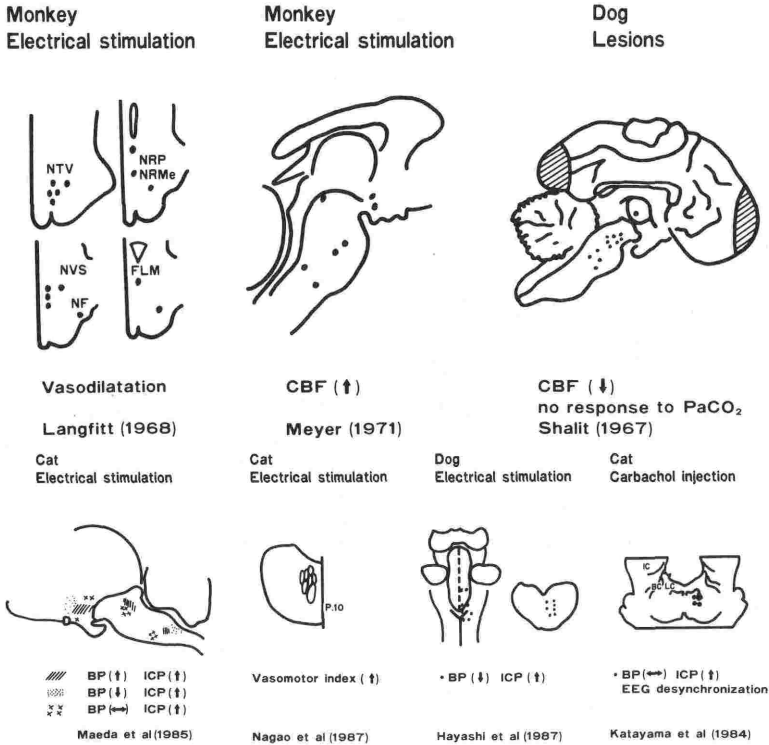 Monkey
Electrical stimulation
Monkey
Electrical stimulation
Dog
Lesions
NTV
NRP
NRMe
NVS
NF
FLM
Vasodilatation
Langfitt (1968)
CBF (↑)
Meyer (1971)
CBF (↓)
no response to PaCO₂
Shalit (1967)
Cat
Electrical stimulation
Cat
Electrical stimulation
Dog
Electrical stimulation
Cat
Carbachol injection
P.10
IC
BC LC
BP (↑) ICP (↑)
BP (↓) ICP (↑)
BP (↔) ICP (↑)
Maeda et al (1985)
Vasomotor index (↑)
Nagao et al (1987)
• BP (↓) ICP (↑)
Hayashi et al (1987)
• BP (↔) ICP (↑)
EEG desynchronization
Katayama et al (1984)